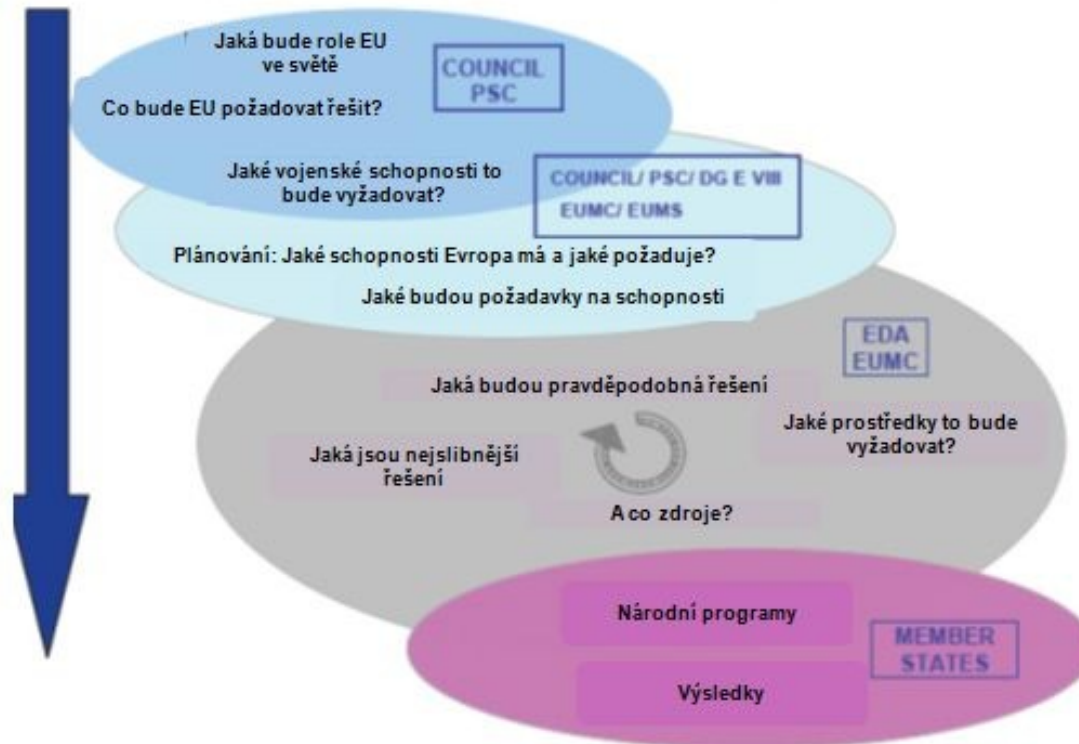 Jaká bude role EU
ve světě
COUNCIL
PSC
Co bude EU požadovat řešit?
Jaké vojenské schopnosti to
bude vyžadovat?
COUNCIL/ PSC/ DG E VIII
EUMC/ EUMS
Plánování: Jaké schopnosti Evropa má a jaké požaduje?
Jaké budou požadavky na schopnosti
EDA
EUMC
Jaká budou pravděpodobná řešení
Jaké prostředky to bude
vyžadovat?
Jaká jsou nejslibnější
řešení
A co zdroje?
Národní programy
MEMBER
STATES
Výsledky